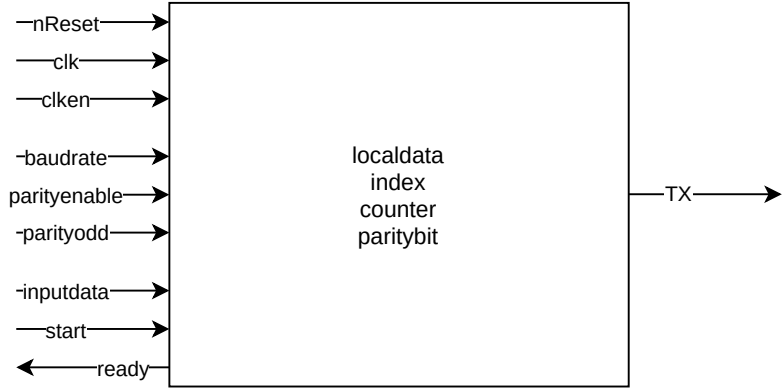 nReset
clk
clken
baudrate
parityenable
parityodd
inputdata
start
ready
localdata
index
counter
paritybit
TX